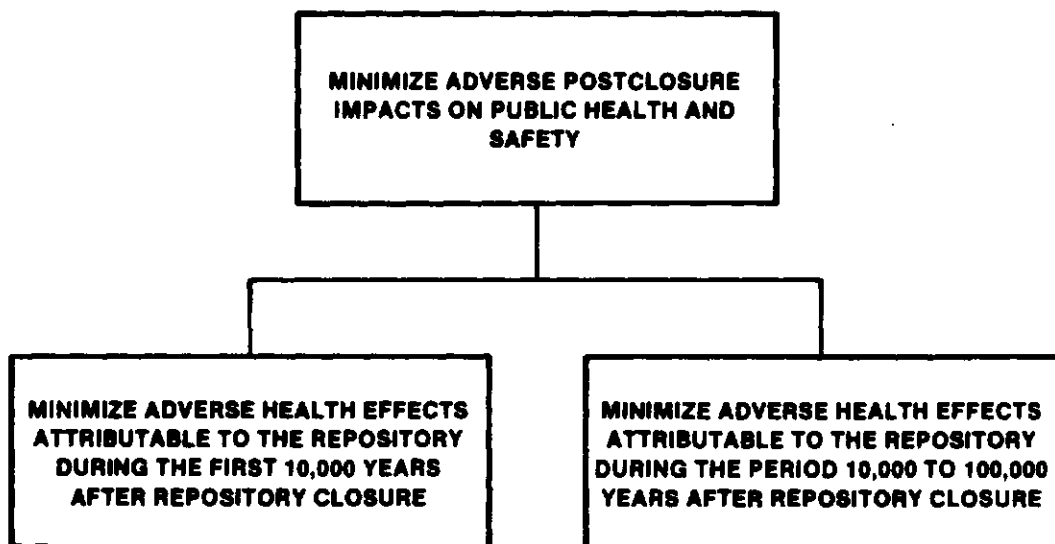 MINIMIZE ADVERSE POSTCLOSURE
IMPACTS ON PUBLIC HEALTH AND
SAFETY
MINIMIZE ADVERSE HEALTH EFFECTS
ATTRIBUTABLE TO THE REPOSITORY
DURING THE FIRST 10,000 YEARS
AFTER REPOSITORY CLOSURE
MINIMIZE ADVERSE HEALTH EFFECTS
ATTRIBUTABLE TO THE REPOSITORY
DURING THE PERIOD 10,000 TO 100,000
YEARS AFTER REPOSITORY CLOSURE